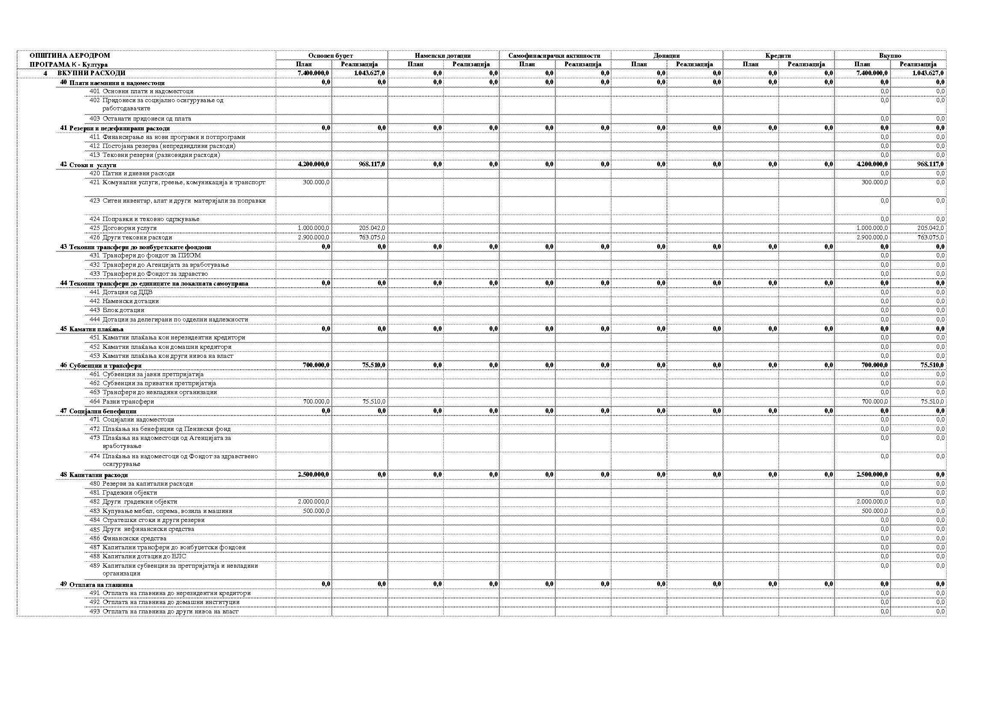 ОПШТИНА АЕРОДРОМ Основен буџет Наменски дотации Самофинасирачки активности Донации Кредити Вкупно
ПРОГРАМА К - Култура План Реализација План Реализација План Реализација План Реализација План Реализација План Реализација
4 ВКУПНИ РАСХОДИ 7.400.000,0 1.043.627,0 0,0 0,0 0,0 0,0 0,0 0,0 0,0 0,0 7.400.000,0 1.043.627,0
40 Плати наемнини и надоместоци 0,0 0,0 0,0 0,0 0,0 0,0 0,0 0,0 0,0 0,0 0,0 0,0
401 Основни плати и надоместоци 0,0 0,0
402 Придонеси за социјално осигурување од 0,0 0,0
работодавачите
403 Останати придонеси од плата 0,0 0,0
41 Резерви и недефинирани расходи 0,0 0,0 0,0 0,0 0,0 0,0 0,0 0,0 0,0 0,0 0,0 0,0
411 Финансирање на нови програми и потпрограми 0,0 0,0
412 Постојана резерва (непредвидливи расходи) 0,0 0,0
413 Тековни резерви (разновидни расходи) 0,0 0,0
42 Стоки и услуги 4.200.000,0 968.117,0 0,0 0,0 0,0 0,0 0,0 0,0 0,0 0,0 4.200.000,0 968.117,0
420 Патни и дневни расходи 0,0 0,0
421 Комунални услуги, греење, комуникација и транспорт 300.000,0 300.000,0 0,0
423 Ситен инвентар, алат и други материјали за поправки 0,0 0,0
424 Поправки и тековно одржување 0,0 0,0
425 Договорни услуги 1.000.000,0 205.042,0 1.000.000,0 205.042,0
426 Други тековни расходи 2.900.000,0 763.075,0 2.900.000,0 763.075,0
43 Тековни трансфери до вонбуџетските фондови 0,0 0,0 0,0 0,0 0,0 0,0 0,0 0,0 0,0 0,0 0,0 0,0
431 Трансфери до фондот за ПИОМ 0,0 0,0
432 Трансфери до Агенцијата за вработување 0,0 0,0
433 Трансфери до Фондот за здравство 0,0 0,0
44 Тековни трансфери до единиците на локалната самоуправа 0,0 0,0 0,0 0,0 0,0 0,0 0,0 0,0 0,0 0,0 0,0 0,0
441 Дотации од ДДВ 0,0 0,0
442 Наменски дотации 0,0 0,0
443 Блок дотации 0,0 0,0
444 Дотации за делегирани по одделни надлежности 0,0 0,0
45 Каматни плаќања 0,0 0,0 0,0 0,0 0,0 0,0 0,0 0,0 0,0 0,0 0,0 0,0
451 Каматни плаќања кон нерезидентни кредитори 0,0 0,0
452 Каматни плаќања кон домашни кредитори 0,0 0,0
453 Каматни плаќања кон други нивоа на власт 0,0 0,0
46 Субвенции и трансфери 700.000,0 75.510,0 0,0 0,0 0,0 0,0 0,0 0,0 0,0 0,0 700.000,0 75.510,0
461 Субвенции за јавни претпријатија 0,0 0,0
462 Субвенции за приватни претпријатија 0,0 0,0
463 Трансфери до невладини организации 0,0 0,0
464 Разни трансфери 700.000,0 75.510,0 700.000,0 75.510,0
47 Социјални бенефиции 0,0 0,0 0,0 0,0 0,0 0,0 0,0 0,0 0,0 0,0 0,0 0,0
471 Социјални надоместоци 0,0 0,0
472 Плаќања на бенефиции од Пензиски фонд 0,0 0,0
473 Плаќања на надоместоци од Агенцијата за 0,0 0,0
вработување
474 Плаќања на надоместоци од Фондот за здравствено 0,0 0,0
осигурување
48 Капитални расходи 2.500.000,0 0,0 0,0 0,0 0,0 0,0 0,0 0,0 0,0 0,0 2.500.000,0 0,0
480 Резерви за капитални расходи 0,0 0,0
481 Градежни објекти 0,0 0,0
482 Други градежни објекти 2.000.000,0 2.000.000,0 0,0
483 Купување мебел, опрема, возила и машини 500.000,0 500.000,0 0,0
484 Стратешки стоки и други резерви 0,0 0,0
485 Други нефинансиски средства 0,0 0,0
486 Финансиски средства 0,0 0,0
487 Капитални трансфери до вонбуџетски фондови 0,0 0,0
488 Капитални дотации до ЕЛС 0,0 0,0
489 Капитални субвенции за претпријатија и невладини 0,0 0,0
организации
49 Отплата на главнина 0,0 0,0 0,0 0,0 0,0 0,0 0,0 0,0 0,0 0,0 0,0 0,0
491 Отплата на главнина до нерезидентни кредитори 0,0 0,0
492 Отплата на главнина до домашни институции 0,0 0,0
493 Отплата на главнина до други нивоа на власт 0,0 0,0